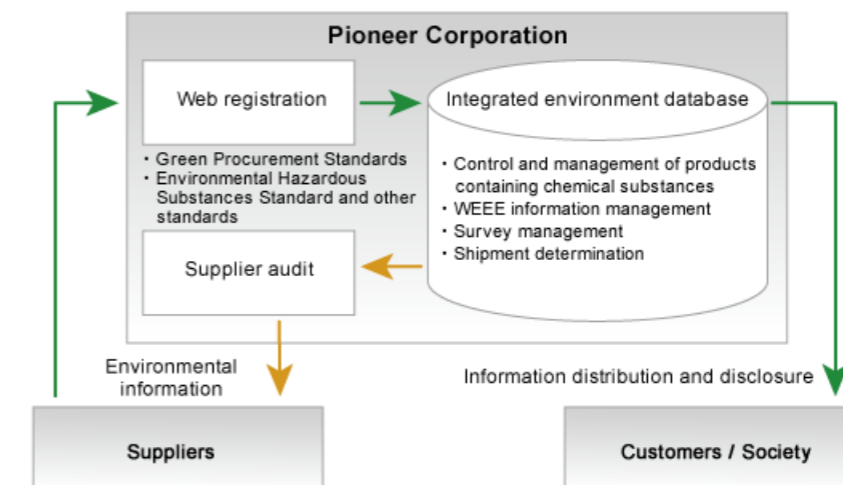 Pioneer Corporation
Web registration
Integrated environment database
・Green Procurement Standards
・Environmental Hazardous
Substances Standard and other
standards
・Control and management of products
containing chemical substances
・WEEE information management
・Survey management
・Shipment determination
Supplier audit
Environmental
information
Information distribution and disclosure
Suppliers
Customers / Society